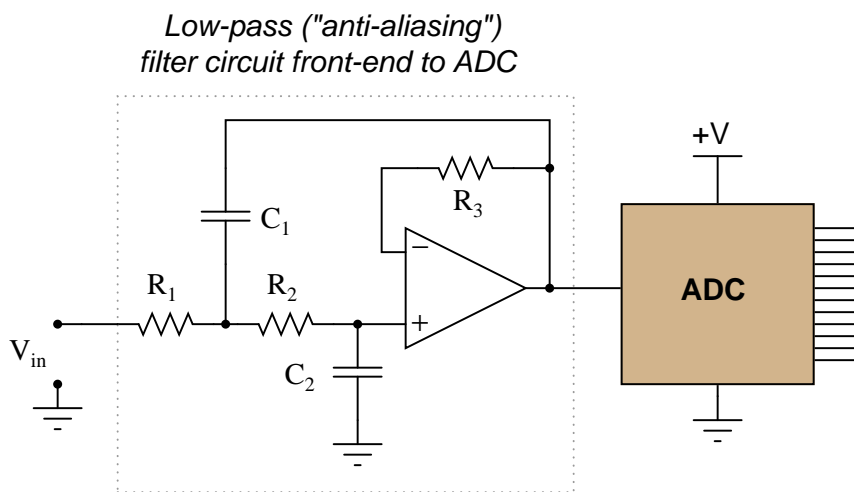 Low-pass ("anti-aliasing")
filter circuit front-end to ADC
+V
R3
C1
R1
R2
ADC
Vin
C2
−
+